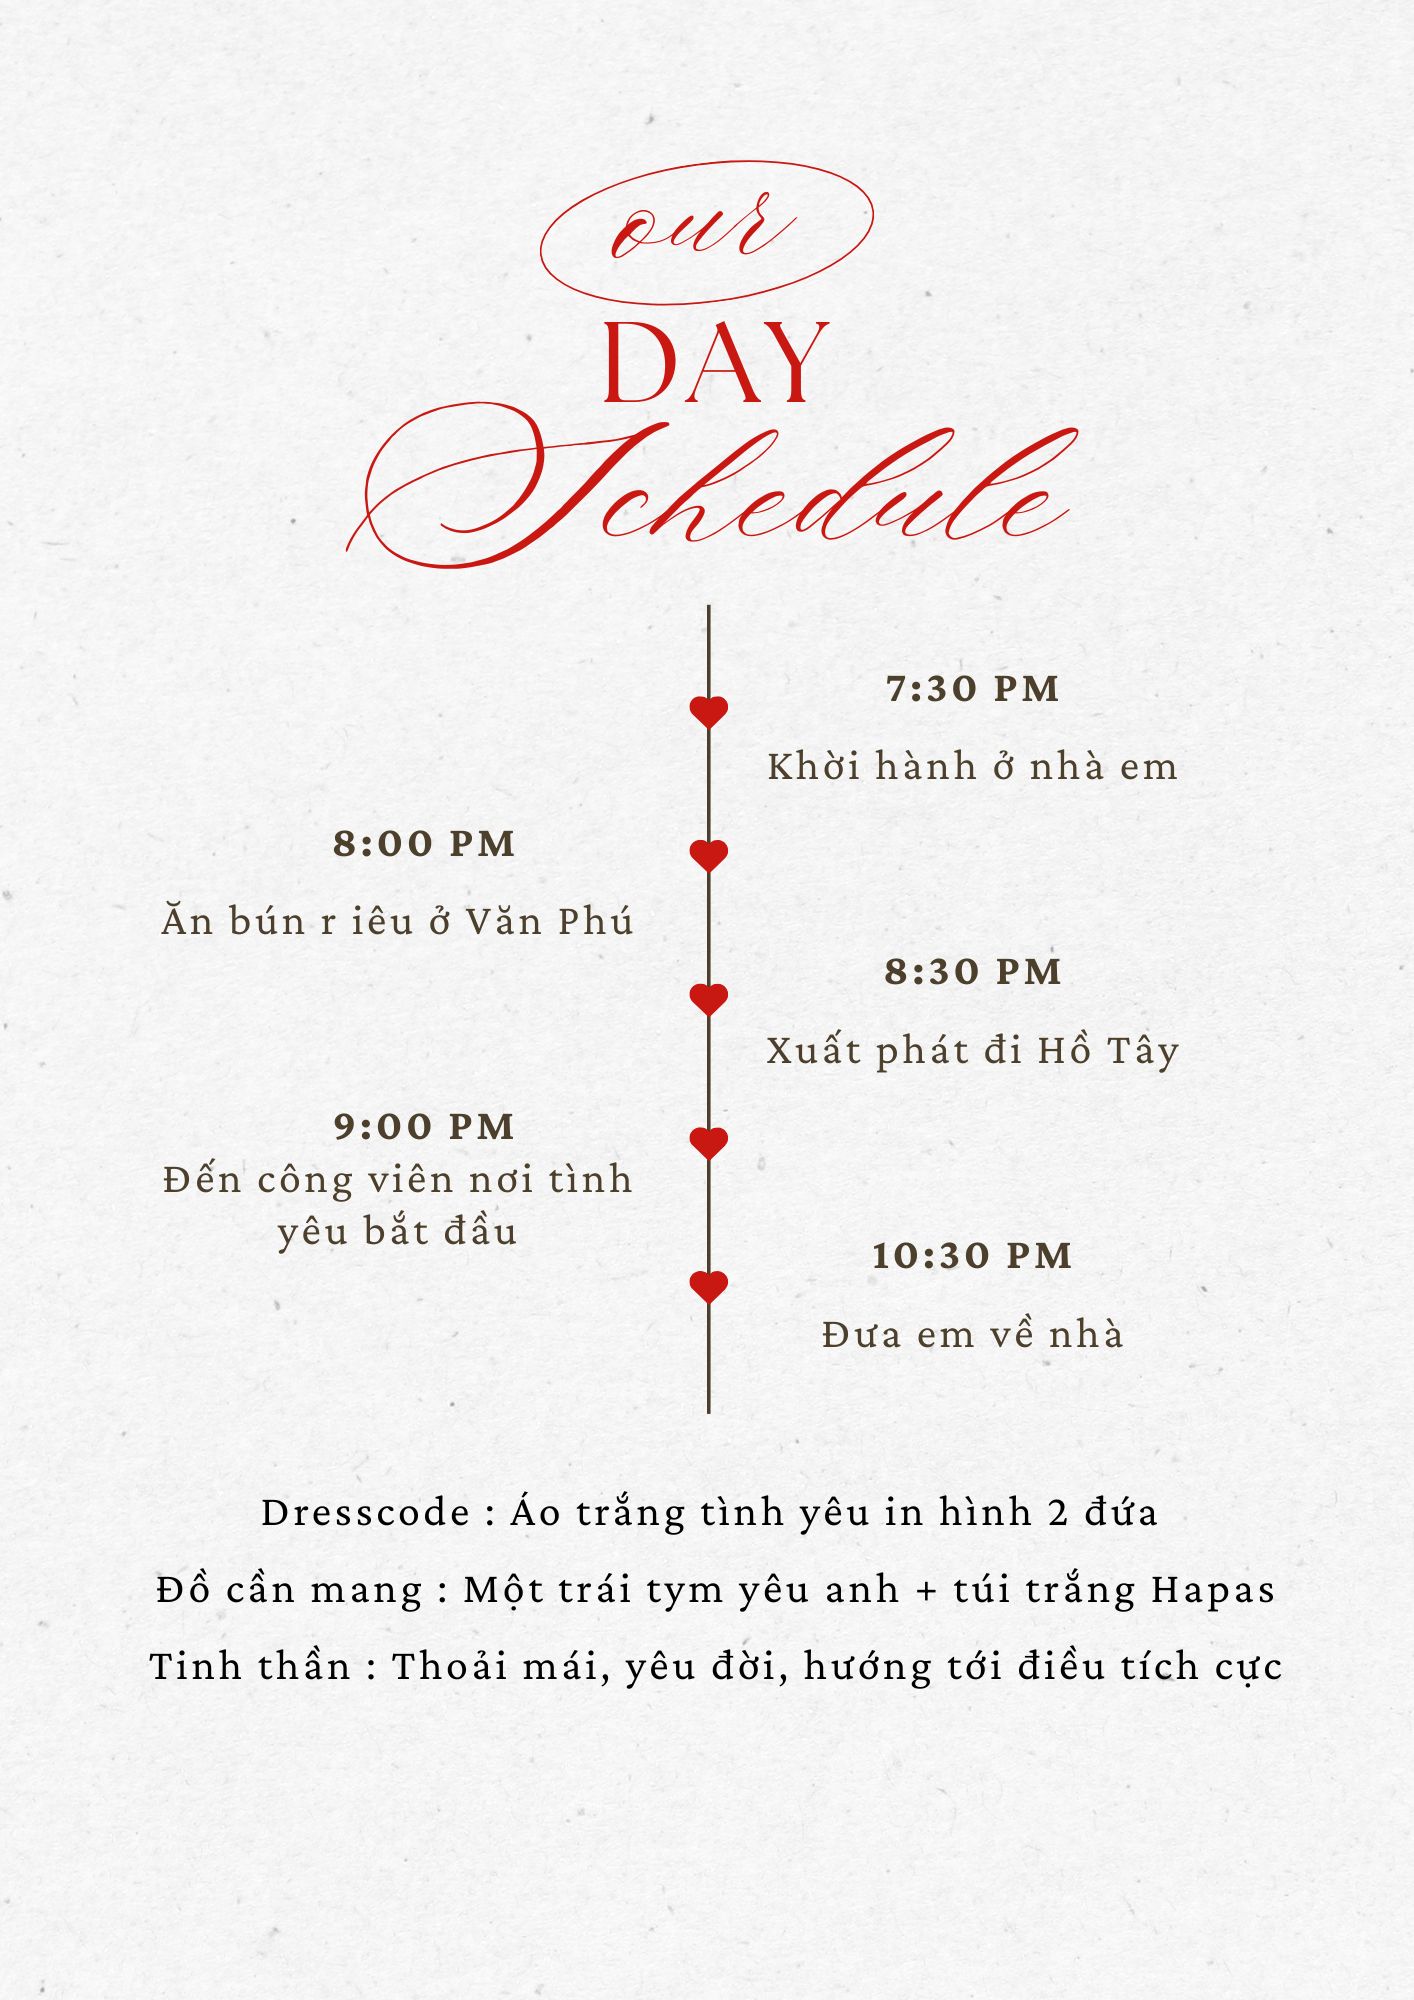 our
DAY
Schedule
7:30 PM
Khời hành ở nhà em
8:00 PM
Ăn bún r iêu ở Văn Phú
8:30 PM
Xuất phát đi Hồ Tây
9:00 PM
Đến công viên nơi tình
yêu bắt đầu
10:30 PM
Đưa em về nhà
Dresscode : Áo trắng tình yêu in hình 2 đứa
Đồ cần mang : Một trái tym yêu anh + túi trắng Hapas
Tinh thần : Thoải mái, yêu đời, hướng tới điều tích cực